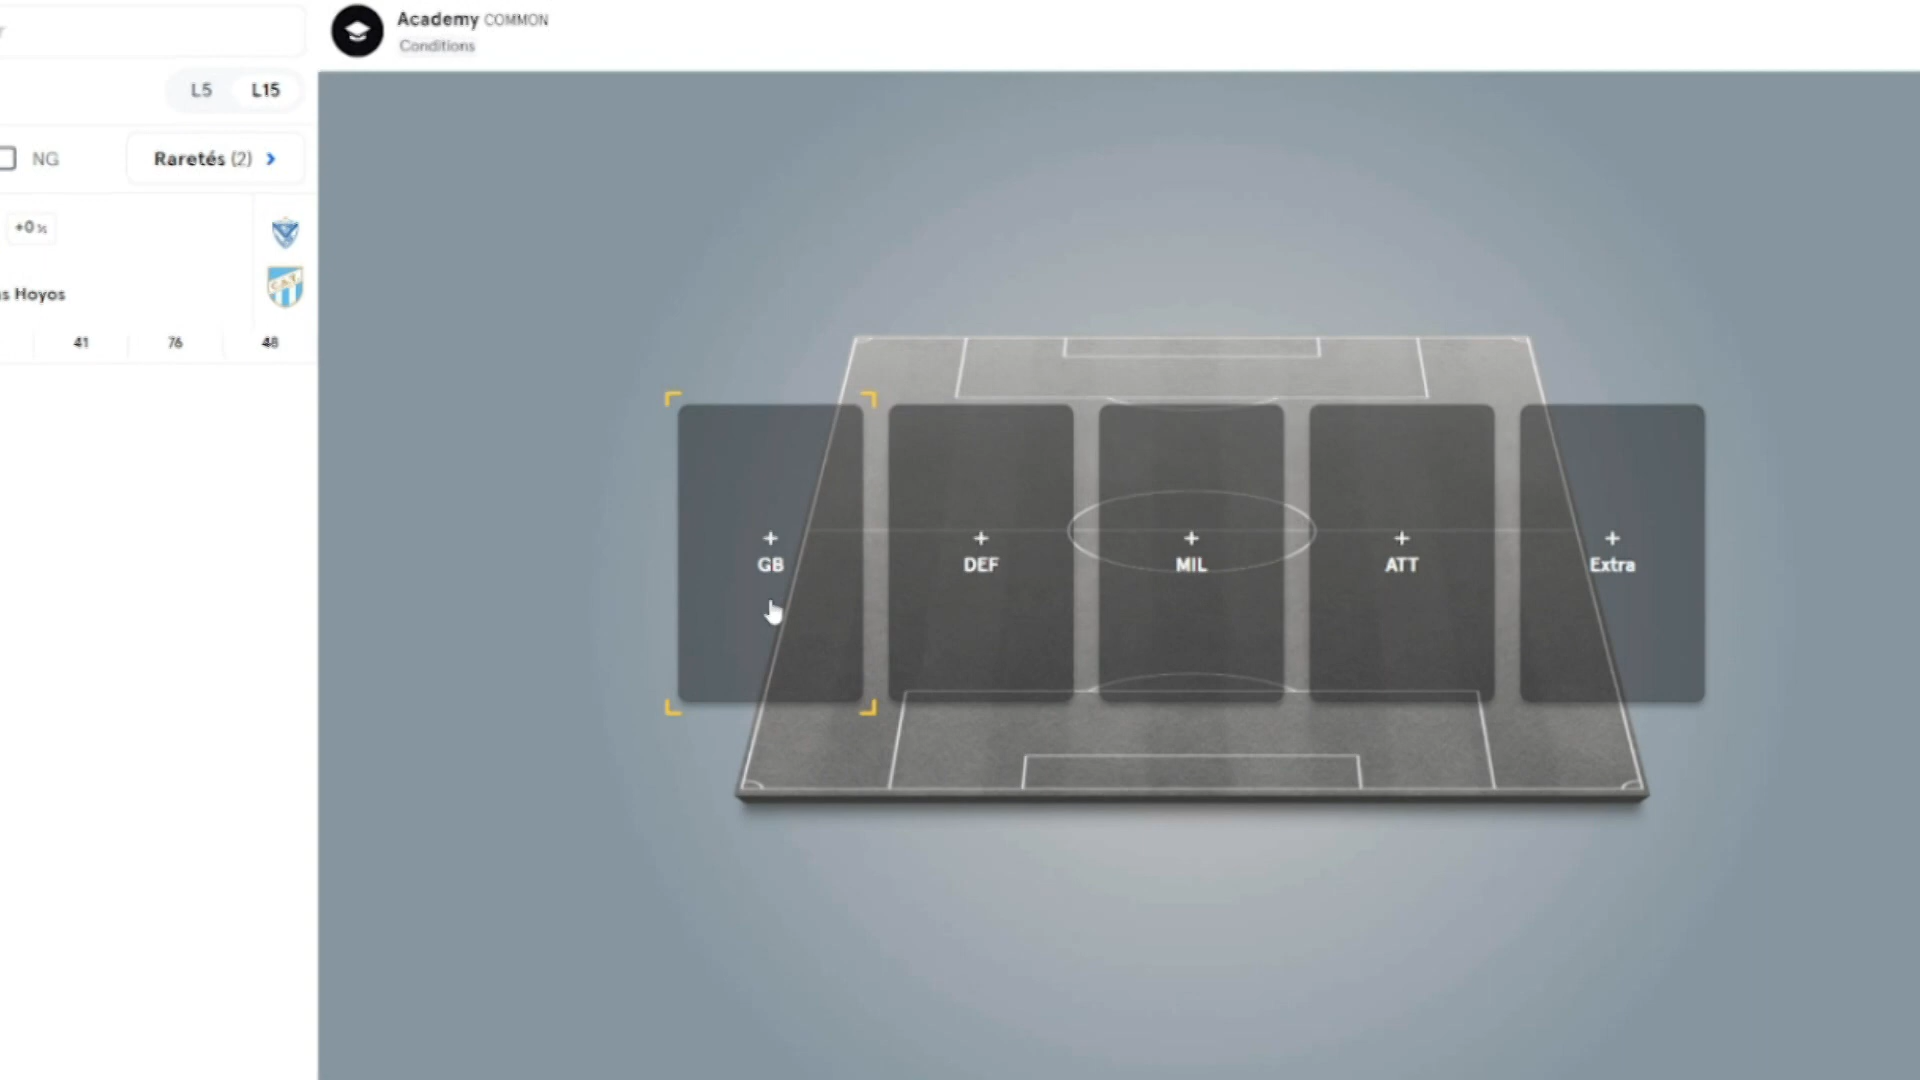 Academy COMMON
Conditions
L5 L15
NG
Raretés (2)
+0%
s Hoyos
41 76 48
+ + + + +
GB DEF MIL ATT Extra